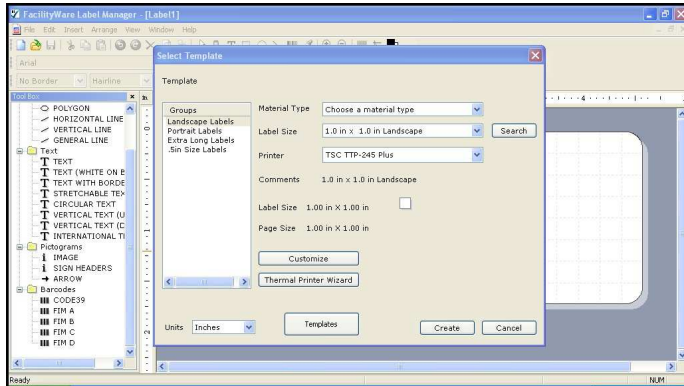 FacilityWare Label Manager - [Label1]
File Edit Insert Arrange View Window Help
Arial
No Border Hairline
Tool Box
POLYGON
HORIZONTAL LINE
VERTICAL LINE
GENERAL LINE
Text
TEXT
TEXT (WHITE ON B
TEXT WITH BORDE
STRETCHABLE TEX
CIRCULAR TEXT
VERTICAL TEXT (U
VERTICAL TEXT (D
INTERNATIONAL T
Pictograms
IMAGE
SIGN HEADERS
ARROW
Barcodes
CODE39
FIM A
FIM B
FIM C
FIM D
in
0
1
2
4
Select Template
Template
Groups
Landscape Labels
Portrait Labels
Extra Long Labels
.5in Size Labels
Material Type Choose a material type
Label Size 1.0 in x 1.0 in Landscape Search
Printer TSC TTP-245 Plus
Comments 1.0 in x 1.0 in Landscape
Label Size 1.00 in X 1.00 in
Page Size 1.00 in X 1.00 in
Customize
Thermal Printer Wizard
Units Inches Templates Create Cancel
Ready NUM